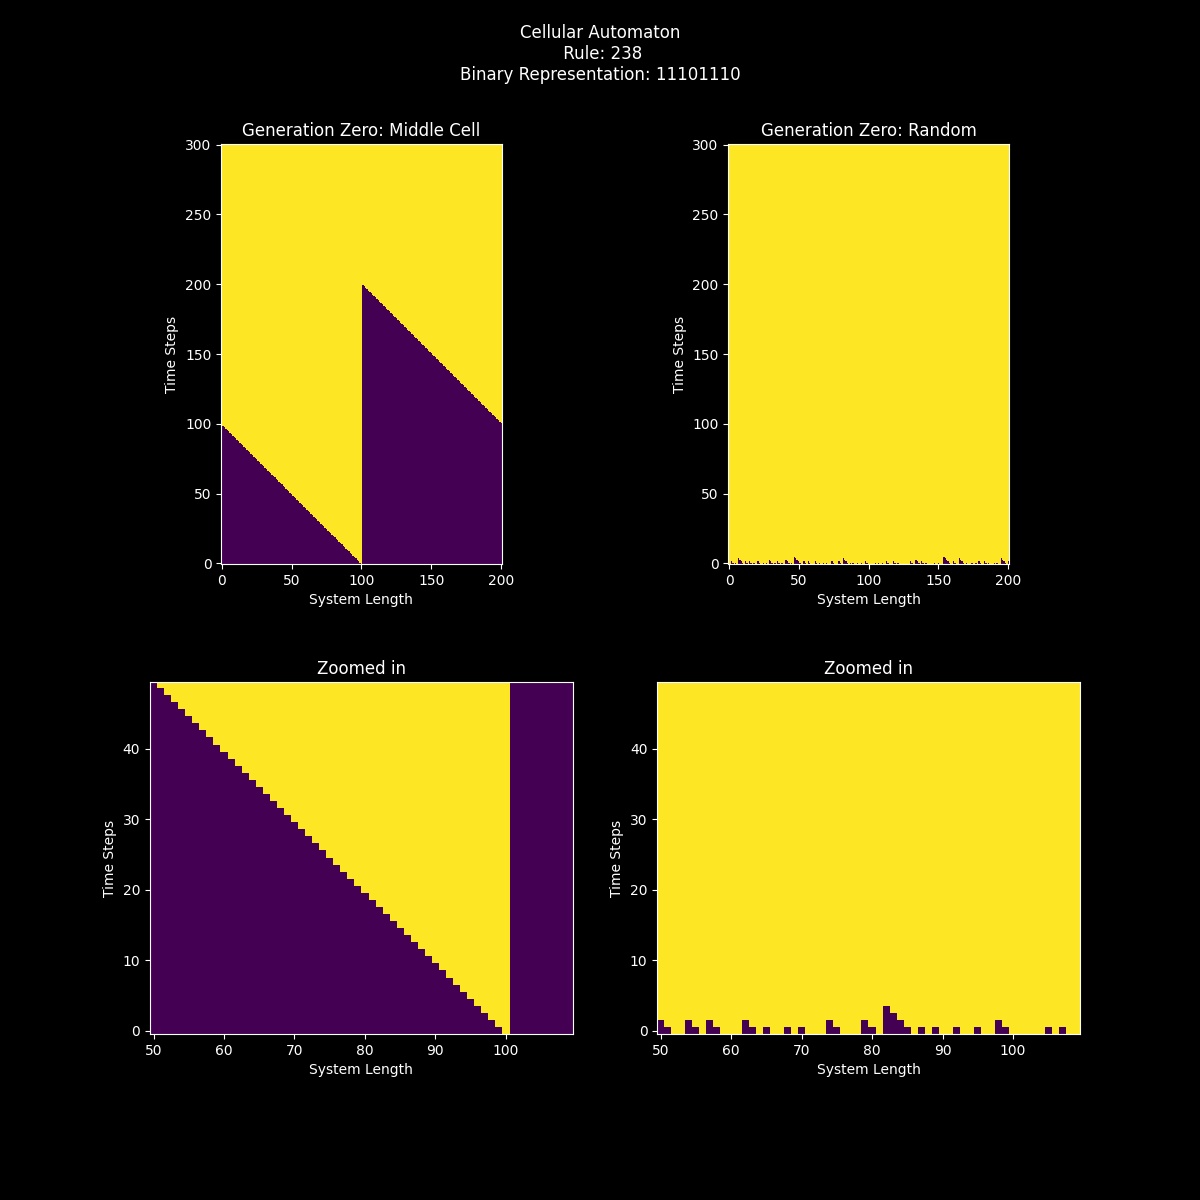 Cellular Automaton
Rule: 238
Binary Representation: 11101110
Generation Zero: Middle Cell
300
250
200
150
100
50
0
Time Steps
0 50 100 150 200
System Length
Generation Zero: Random
300
250
200
150
100
50
0
Time Steps
0 50 100 150 200
System Length
Zoomed in
40
30
20
10
0
Time Steps
50 60 70 80 90 100
System Length
Zoomed in
40
30
20
10
0
Time Steps
50 60 70 80 90 100
System Length